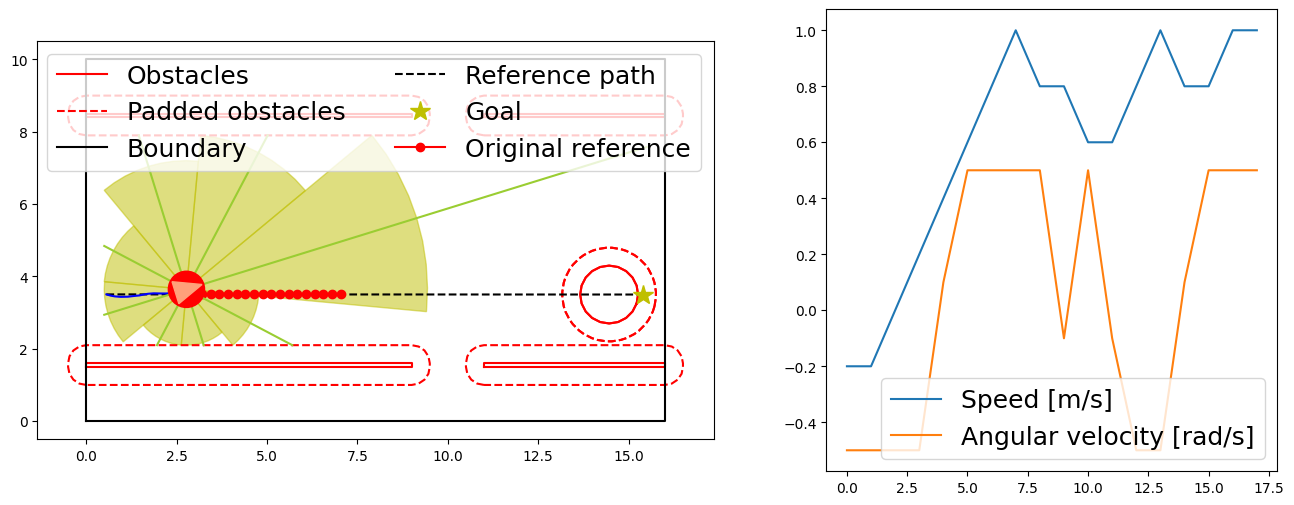 10
8
6
4
2
0
0.0 2.5 5.0 7.5 10.0 12.5 15.0
Obstacles
Padded obstacles
Boundary
Reference path
Goal
Original reference
1.0
0.8
0.6
0.4
0.2
0.0
−0.2
−0.4
0.0 2.5 5.0 7.5 10.0 12.5 15.0 17.5
Speed [m/s]
Angular velocity [rad/s]